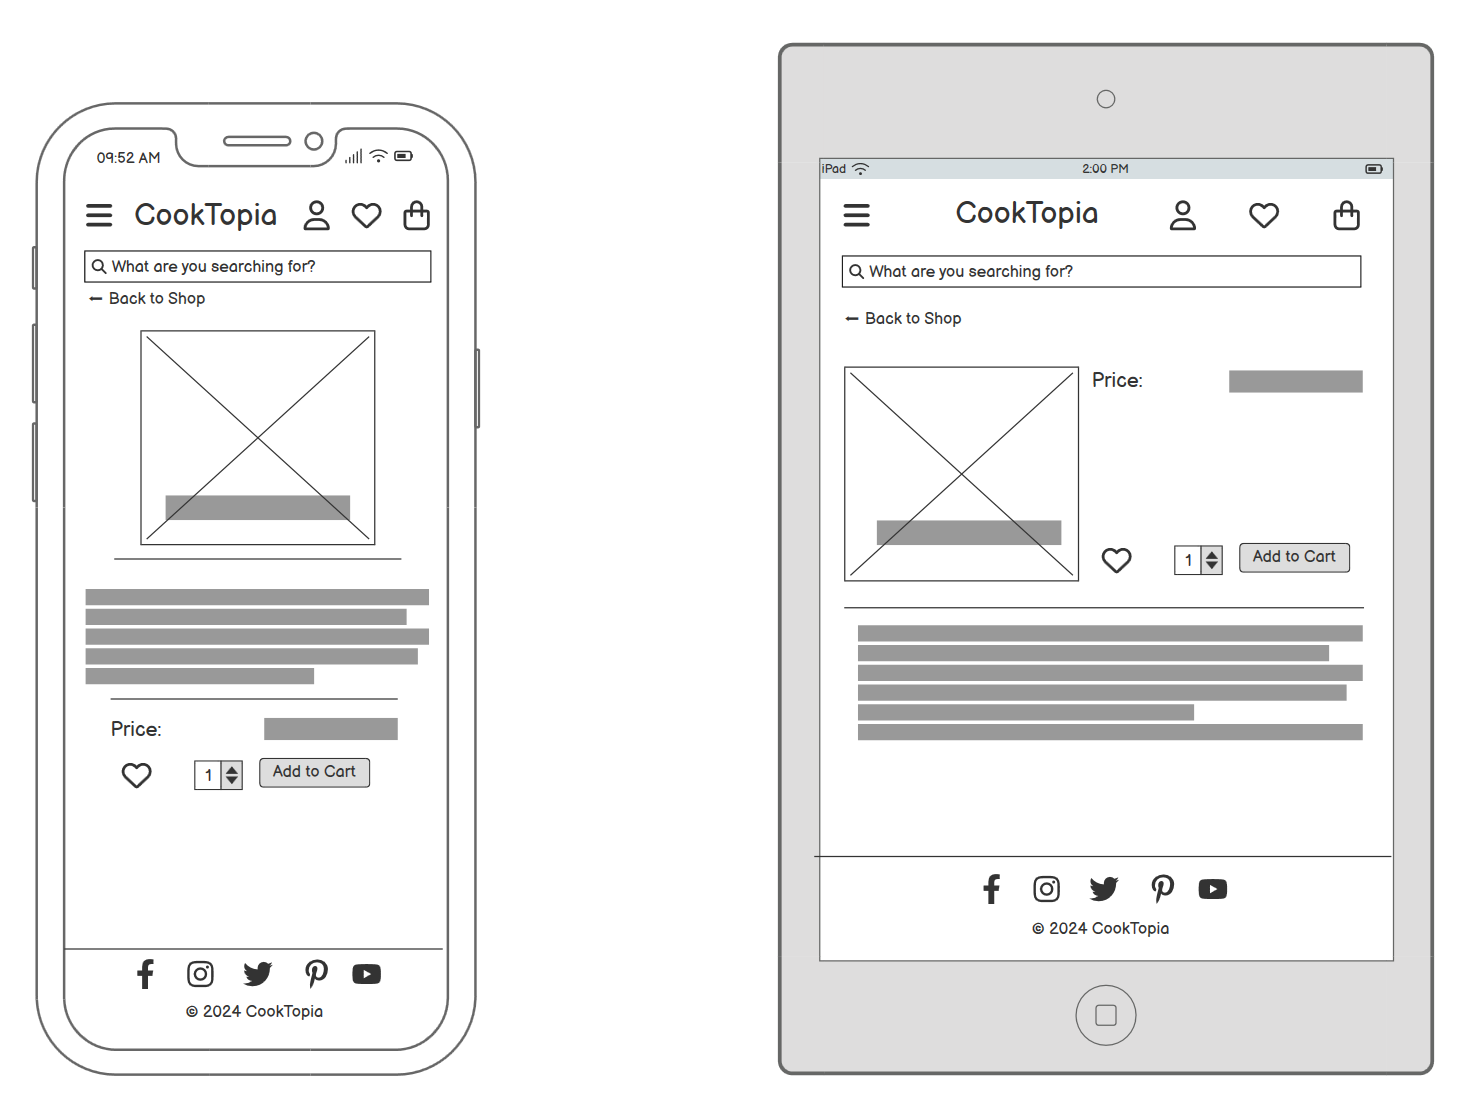 09:52 AM
CookTopia
What are you searching for?
Back to Shop
Price:
1
Add to Cart
© 2024 CookTopia
iPad
2:00 PM
CookTopia
What are you searching for?
Back to Shop
Price:
1
Add to Cart
© 2024 CookTopia